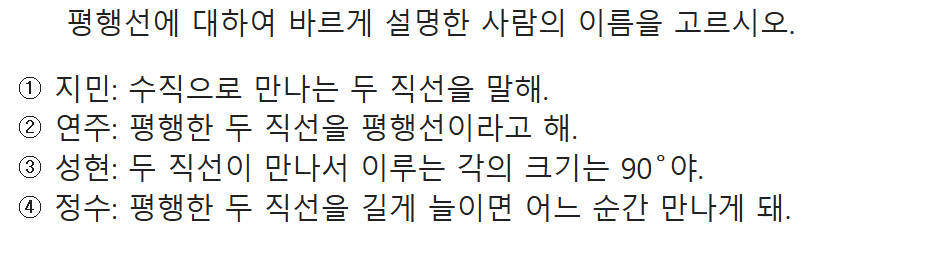 평행선에 대하여 바르게 설명한 사람의 이름을 고르시오.
① 지민: 수직으로 만나는 두 직선을 말해.
② 연주: 평행한 두 직선을 평행선이라고 해.
③ 성현: 두 직선이 만나서 이루는 각의 크기는 90˚야.
④ 정수: 평행한 두 직선을 길게 늘이면 어느 순간 만나게 돼.